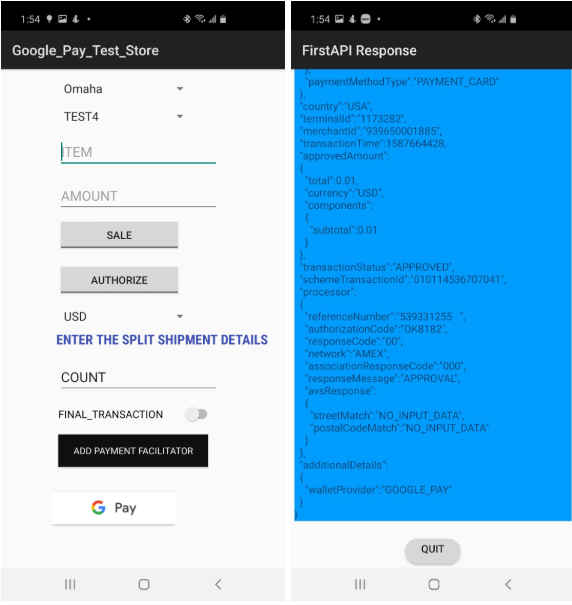 1:54
Google_Pay_Test_Store
Omaha
TEST4
ITEM
AMOUNT
SALE
AUTHORIZE
USD
ENTER THE SPLIT SHIPMENT DETAILS
COUNT
FINAL_TRANSACTION
ADD PAYMENT FACILITATOR
G Pay
1:54
FirstAPI Response
},
"paymentMethodType":"PAYMENT_CARD"
},
"country":"USA",
"terminalId":"1173282",
"merchantId":"939650001885",
"transactionTime":1587664428,
"approvedAmount":
{
"total":0.01,
"currency":"USD",
"components":
{
"subtotal":0.01
}
},
"transactionStatus":"APPROVED",
"schemeTransactionId":"010114536707041",
"processor":
{
"referenceNumber":"539331255   ",
"authorizationCode":"OK8182",
"responseCode":"00",
"network":"AMEX",
"associationResponseCode":"000",
"responseMessage":"APPROVAL",
"avsResponse":
{
"streetMatch":"NO_INPUT_DATA",
"postalCodeMatch":"NO_INPUT_DATA"
}
},
"additionalDetails":
{
"walletProvider":"GOOGLE_PAY"
}
}
QUIT